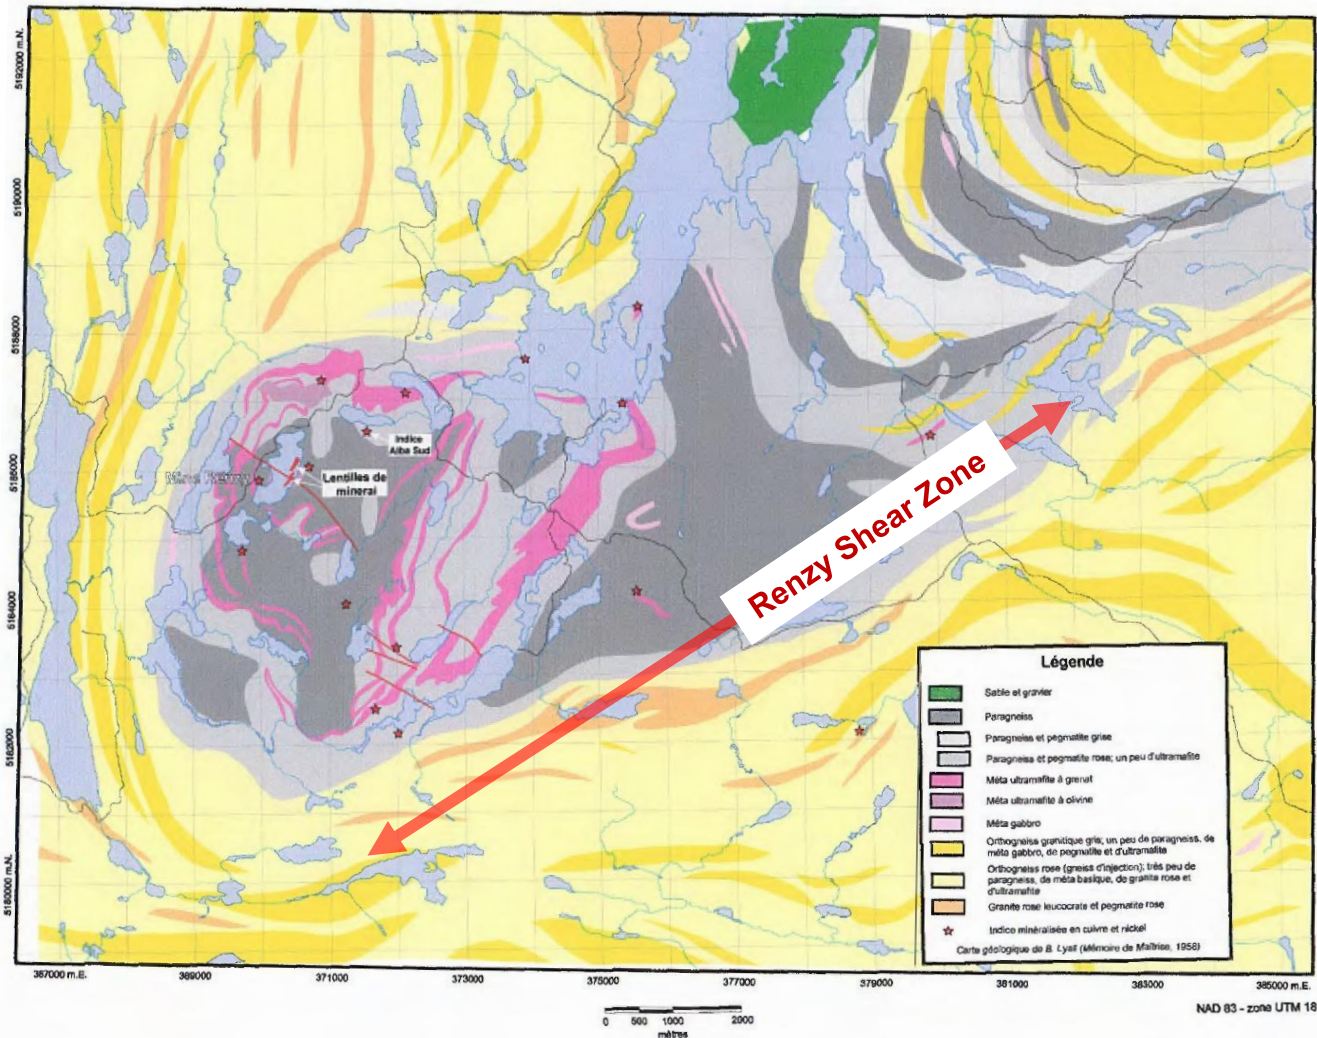 5192000 m.N.
5190000
5188000
5186000
5184000
5182000
5180000 m.N.
Indice
Alba Sud
Mine Renzy
Lentilles de
minerai
Renzy Shear Zone
Légende
Sable et gravier
Paragneiss
Paragneiss et pegmatite grise
Paragneiss et pegmatite rose; un peu d'ultramafite
Méta ultramafite à grenat
Méta ultramafite à olivine
Méta gabbro
Orthogneiss granitique gris; un peu de paragneiss, de
méta gabbro, de pegmatite et d'ultramafite
Orthogneiss rose (gneiss d'injection); très peu de
paragneiss, de méta basique, de granite rose et
d'ultramafite
Granite rose leucocrate et pegmatite rose
Indice minéralisée en cuivre et nickel
Carte géologique de B. Lyall (Mémoire de Maîtrise, 1958)
367000 m.E.
369000
371000
373000
375000
377000
379000
381000
383000
385000 m.E.
NAD 83 - zone UTM 18
0 500 1000 2000
mètres